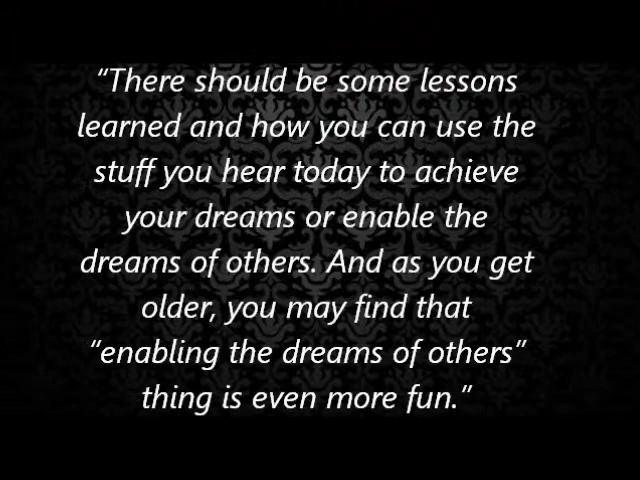 “There should be some lessons
learned and how you can use the
stuff you hear today to achieve
your dreams or enable the
dreams of others. And as you get
older, you may find that
“enabling the dreams of others”
thing is even more fun.”